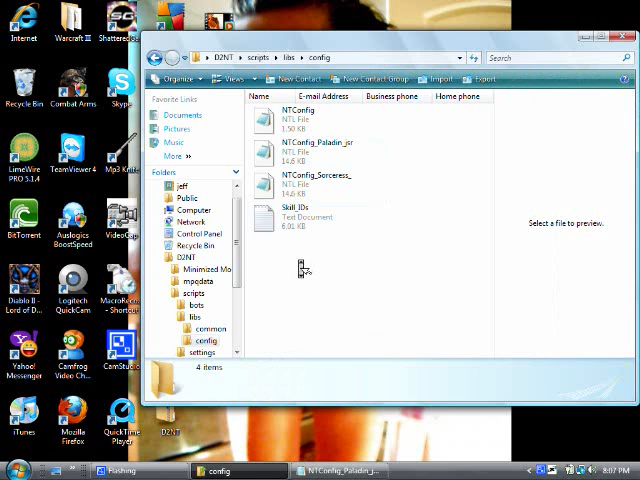 Internet
Warcraft III
Shattered
Recycle Bin
Combat Arms
Skype
LimeWire
PRO 5.1.4
TeamViewer 4
Mp3 Knife
BitTorrent
Auslogics
BoostSpeed
VideoCap
Diablo II -
Lord of D...
Logitech
QuickCam
MacroReco
- Shortcut
Yahoo!
Messenger
Camfrog
Video Ch...
CamStudio
iTunes
Mozilla
Firefox
QuickTime
Player
D2NT
D2NT
scripts
libs
config
Search
Organize
Views
New Contact
New Contact Group
Import
Export
Favorite Links
Documents
Pictures
Music
More »
Folders
jeff
Public
Computer
Network
Control Panel
Recycle Bin
D2NT
Minimized Mo
mpqdata
scripts
bots
libs
common
config
settings
Name
E-mail Address
Business phone
Home phone
NTConfig
NTL File
1.50 KB
NTConfig_Paladin_jsr
NTL File
14.6 KB
NTConfig_Sorceress_
NTL File
14.6 KB
Skill_IDs
Text Document
6.01 KB
Select a file to preview.
4 items
Flashing
config
NTConfig_Paladin_j...
8:07 PM